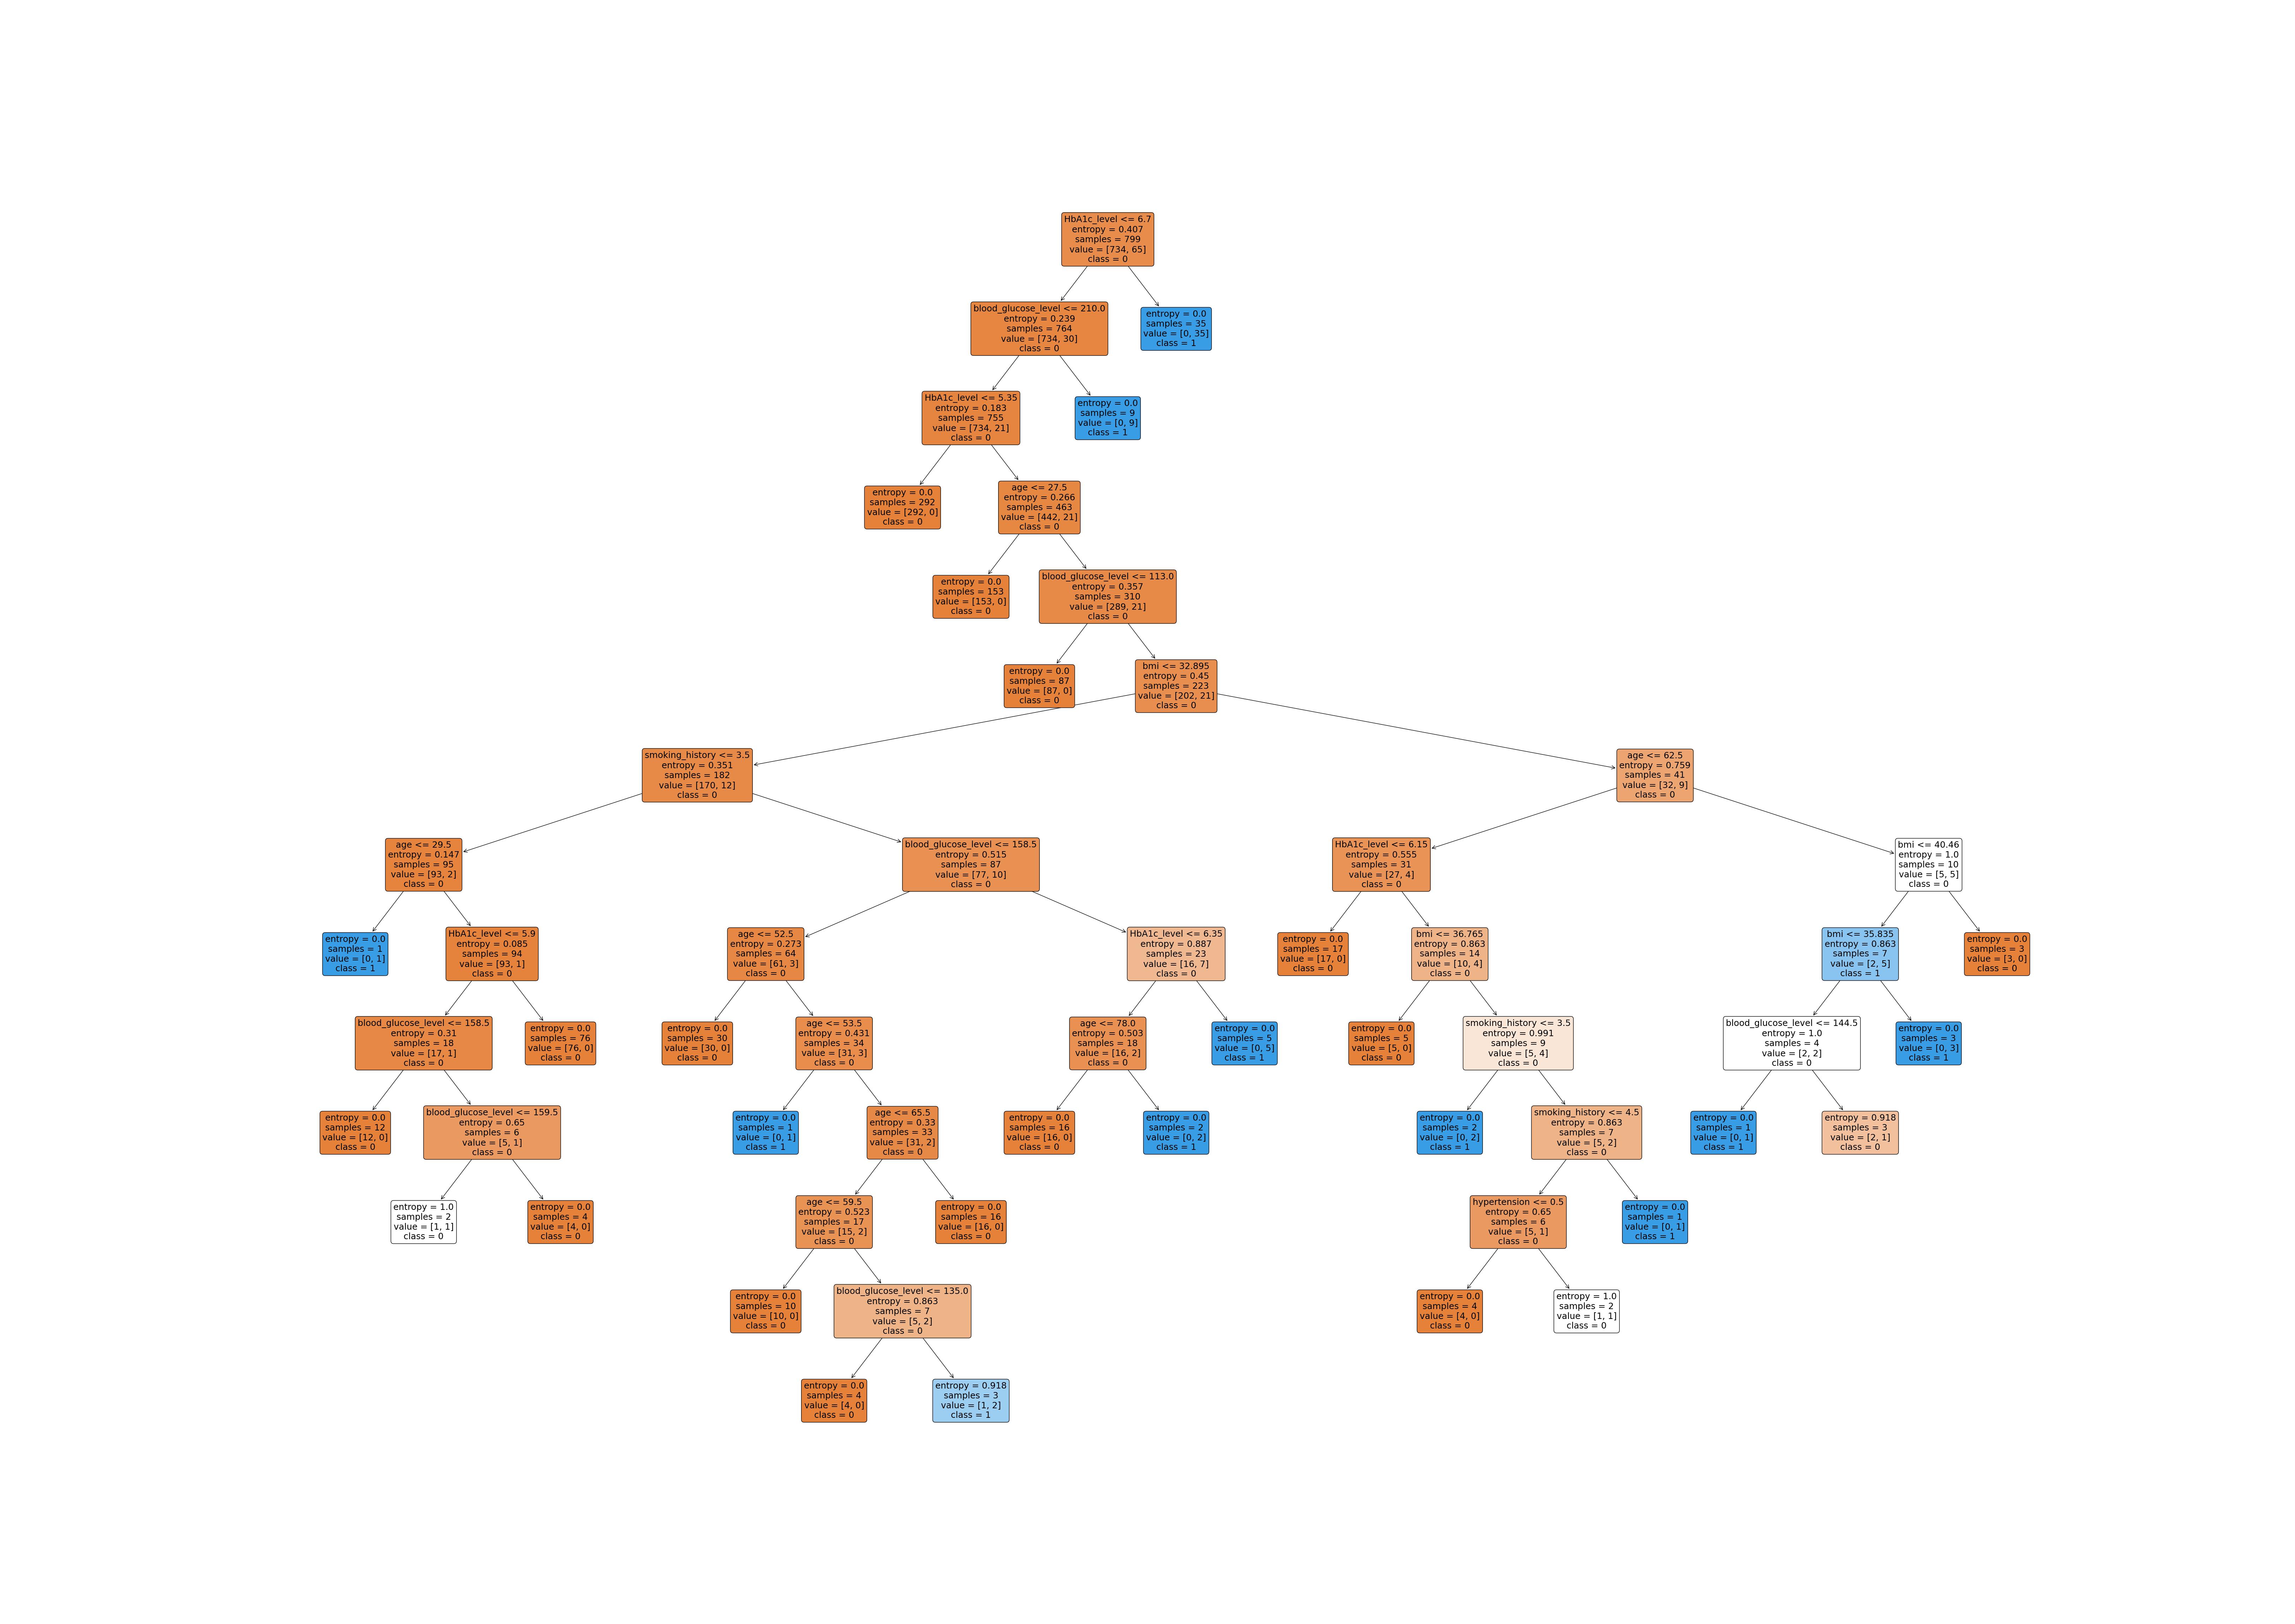 HbA1c_level <= 6.7
entropy = 0.407
samples = 799
value = [734, 65]
class = 0
blood_glucose_level <= 210.0
entropy = 0.239
samples = 764
value = [734, 30]
class = 0
entropy = 0.0
samples = 35
value = [0, 35]
class = 1
HbA1c_level <= 5.35
entropy = 0.183
samples = 755
value = [734, 21]
class = 0
entropy = 0.0
samples = 9
value = [0, 9]
class = 1
entropy = 0.0
samples = 292
value = [292, 0]
class = 0
age <= 27.5
entropy = 0.266
samples = 463
value = [442, 21]
class = 0
entropy = 0.0
samples = 153
value = [153, 0]
class = 0
blood_glucose_level <= 113.0
entropy = 0.357
samples = 310
value = [289, 21]
class = 0
entropy = 0.0
samples = 87
value = [87, 0]
class = 0
bmi <= 32.895
entropy = 0.45
samples = 223
value = [202, 21]
class = 0
smoking_history <= 3.5
entropy = 0.351
samples = 182
value = [170, 12]
class = 0
age <= 62.5
entropy = 0.759
samples = 41
value = [32, 9]
class = 0
age <= 29.5
entropy = 0.147
samples = 95
value = [93, 2]
class = 0
blood_glucose_level <= 158.5
entropy = 0.515
samples = 87
value = [77, 10]
class = 0
HbA1c_level <= 6.15
entropy = 0.555
samples = 31
value = [27, 4]
class = 0
bmi <= 40.46
entropy = 1.0
samples = 10
value = [5, 5]
class = 0
entropy = 0.0
samples = 1
value = [0, 1]
class = 1
HbA1c_level <= 5.9
entropy = 0.085
samples = 94
value = [93, 1]
class = 0
age <= 52.5
entropy = 0.273
samples = 64
value = [61, 3]
class = 0
HbA1c_level <= 6.35
entropy = 0.887
samples = 23
value = [16, 7]
class = 0
entropy = 0.0
samples = 17
value = [17, 0]
class = 0
bmi <= 36.765
entropy = 0.863
samples = 14
value = [10, 4]
class = 0
bmi <= 35.835
entropy = 0.863
samples = 7
value = [2, 5]
class = 1
entropy = 0.0
samples = 3
value = [3, 0]
class = 0
blood_glucose_level <= 158.5
entropy = 0.31
samples = 18
value = [17, 1]
class = 0
entropy = 0.0
samples = 76
value = [76, 0]
class = 0
entropy = 0.0
samples = 30
value = [30, 0]
class = 0
age <= 53.5
entropy = 0.431
samples = 34
value = [31, 3]
class = 0
age <= 78.0
entropy = 0.503
samples = 18
value = [16, 2]
class = 0
entropy = 0.0
samples = 5
value = [0, 5]
class = 1
entropy = 0.0
samples = 5
value = [5, 0]
class = 0
smoking_history <= 3.5
entropy = 0.991
samples = 9
value = [5, 4]
class = 0
blood_glucose_level <= 144.5
entropy = 1.0
samples = 4
value = [2, 2]
class = 0
entropy = 0.0
samples = 3
value = [0, 3]
class = 1
entropy = 0.0
samples = 12
value = [12, 0]
class = 0
blood_glucose_level <= 159.5
entropy = 0.65
samples = 6
value = [5, 1]
class = 0
entropy = 0.0
samples = 1
value = [0, 1]
class = 1
age <= 65.5
entropy = 0.33
samples = 33
value = [31, 2]
class = 0
entropy = 0.0
samples = 16
value = [16, 0]
class = 0
entropy = 0.0
samples = 2
value = [0, 2]
class = 1
entropy = 0.0
samples = 2
value = [0, 2]
class = 1
smoking_history <= 4.5
entropy = 0.863
samples = 7
value = [5, 2]
class = 0
entropy = 0.0
samples = 1
value = [0, 1]
class = 1
entropy = 0.918
samples = 3
value = [2, 1]
class = 0
entropy = 1.0
samples = 2
value = [1, 1]
class = 0
entropy = 0.0
samples = 4
value = [4, 0]
class = 0
age <= 59.5
entropy = 0.523
samples = 17
value = [15, 2]
class = 0
entropy = 0.0
samples = 16
value = [16, 0]
class = 0
hypertension <= 0.5
entropy = 0.65
samples = 6
value = [5, 1]
class = 0
entropy = 0.0
samples = 1
value = [0, 1]
class = 1
entropy = 0.0
samples = 10
value = [10, 0]
class = 0
blood_glucose_level <= 135.0
entropy = 0.863
samples = 7
value = [5, 2]
class = 0
entropy = 0.0
samples = 4
value = [4, 0]
class = 0
entropy = 1.0
samples = 2
value = [1, 1]
class = 0
entropy = 0.0
samples = 4
value = [4, 0]
class = 0
entropy = 0.918
samples = 3
value = [1, 2]
class = 1